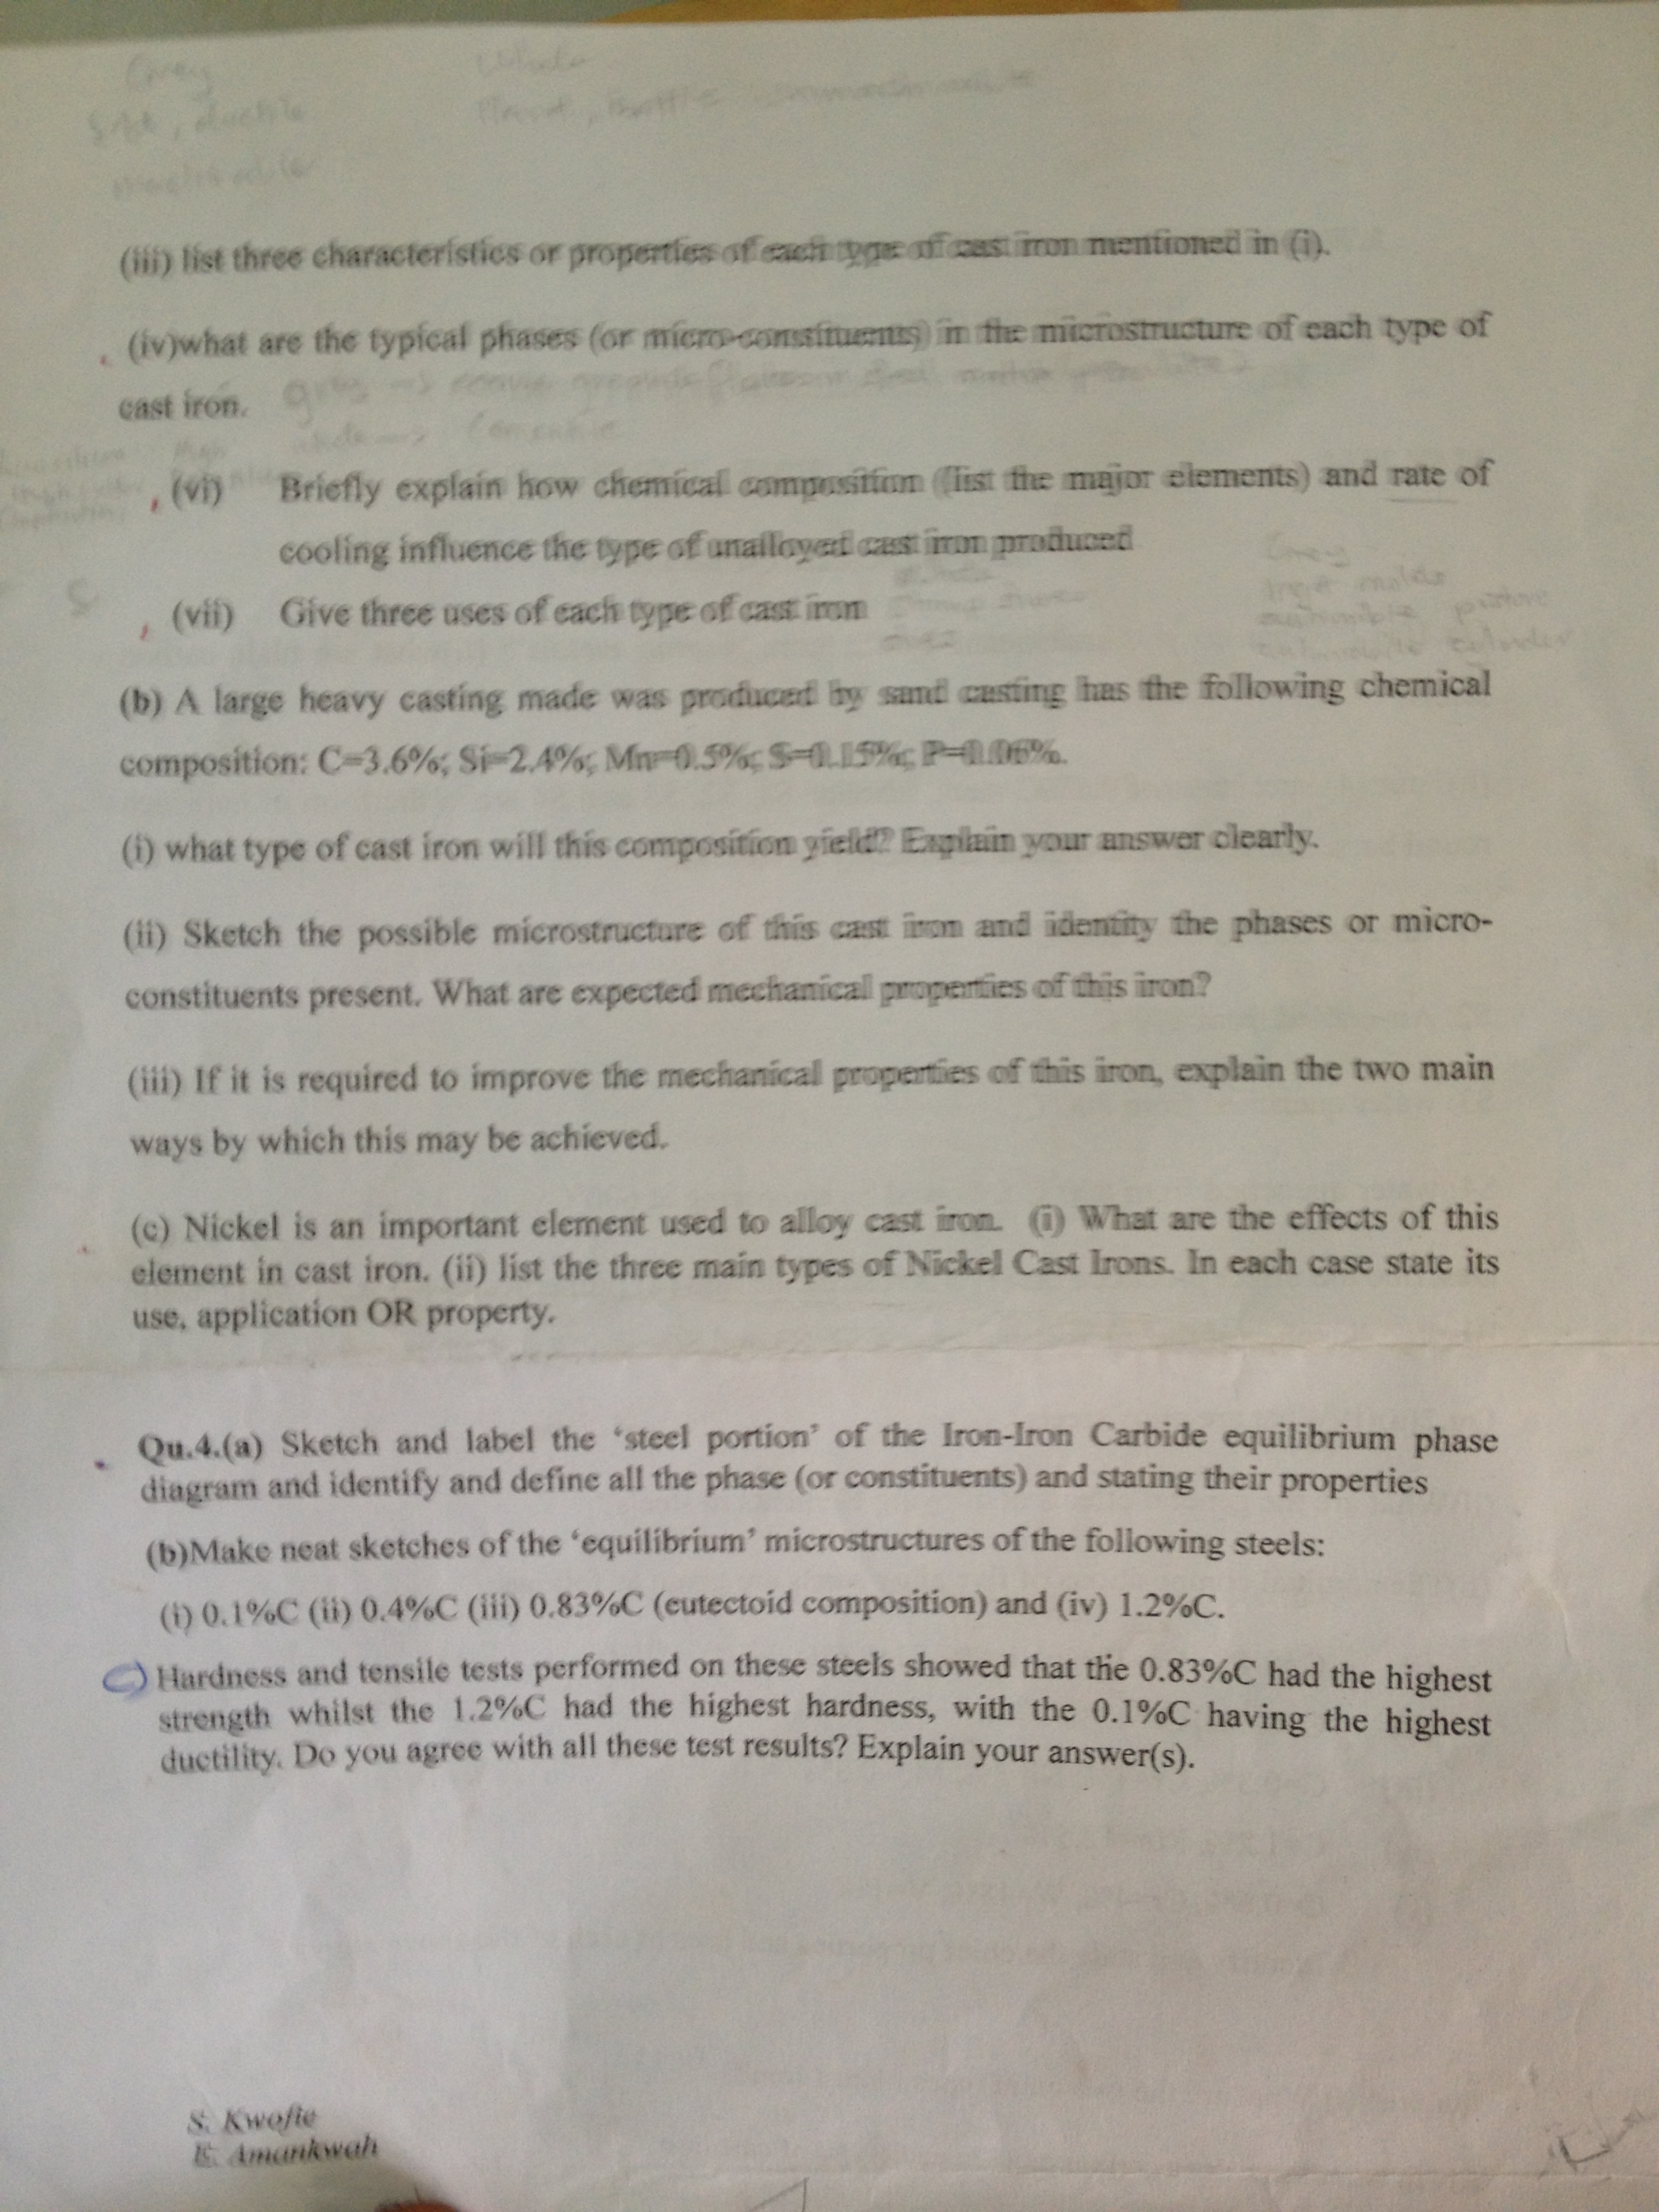 (iii) list three characteristics or properties of each type of cast iron mentioned in (i).
(iv)what are the typical phases (or micro-constituents) in the microstructure of each type of
cast iron.
(vi) Briefly explain how chemical composition (list the major elements) and rate of
cooling influence the type of unalloyed cast iron produced
(vii) Give three uses of each type of cast iron
(b) A large heavy casting made was produced by sand casting has the following chemical
composition: C=3.6%; Si=2.4%; Mn=0.5%; S=0.15%; P=0.06%.
(i) what type of cast iron will this composition yield? Explain your answer clearly.
(ii) Sketch the possible microstructure of this cast iron and identity the phases or micro-
constituents present. What are expected mechanical properties of this iron?
(iii) If it is required to improve the mechanical properties of this iron, explain the two main
ways by which this may be achieved.
(c) Nickel is an important element used to alloy cast iron. (i) What are the effects of this
element in cast iron. (ii) list the three main types of Nickel Cast Irons. In each case state its
use, application OR property.
Qu.4.(a) Sketch and label the ‘steel portion’ of the Iron-Iron Carbide equilibrium phase
diagram and identify and define all the phase (or constituents) and stating their properties
(b)Make neat sketches of the ‘equilibrium’ microstructures of the following steels:
(i) 0.1%C (ii) 0.4%C (iii) 0.83%C (eutectoid composition) and (iv) 1.2%C.
C) Hardness and tensile tests performed on these steels showed that the 0.83%C had the highest
strength whilst the 1.2%C had the highest hardness, with the 0.1%C having the highest
ductility. Do you agree with all these test results? Explain your answer(s).
S. Kwofie
E. Amankwah